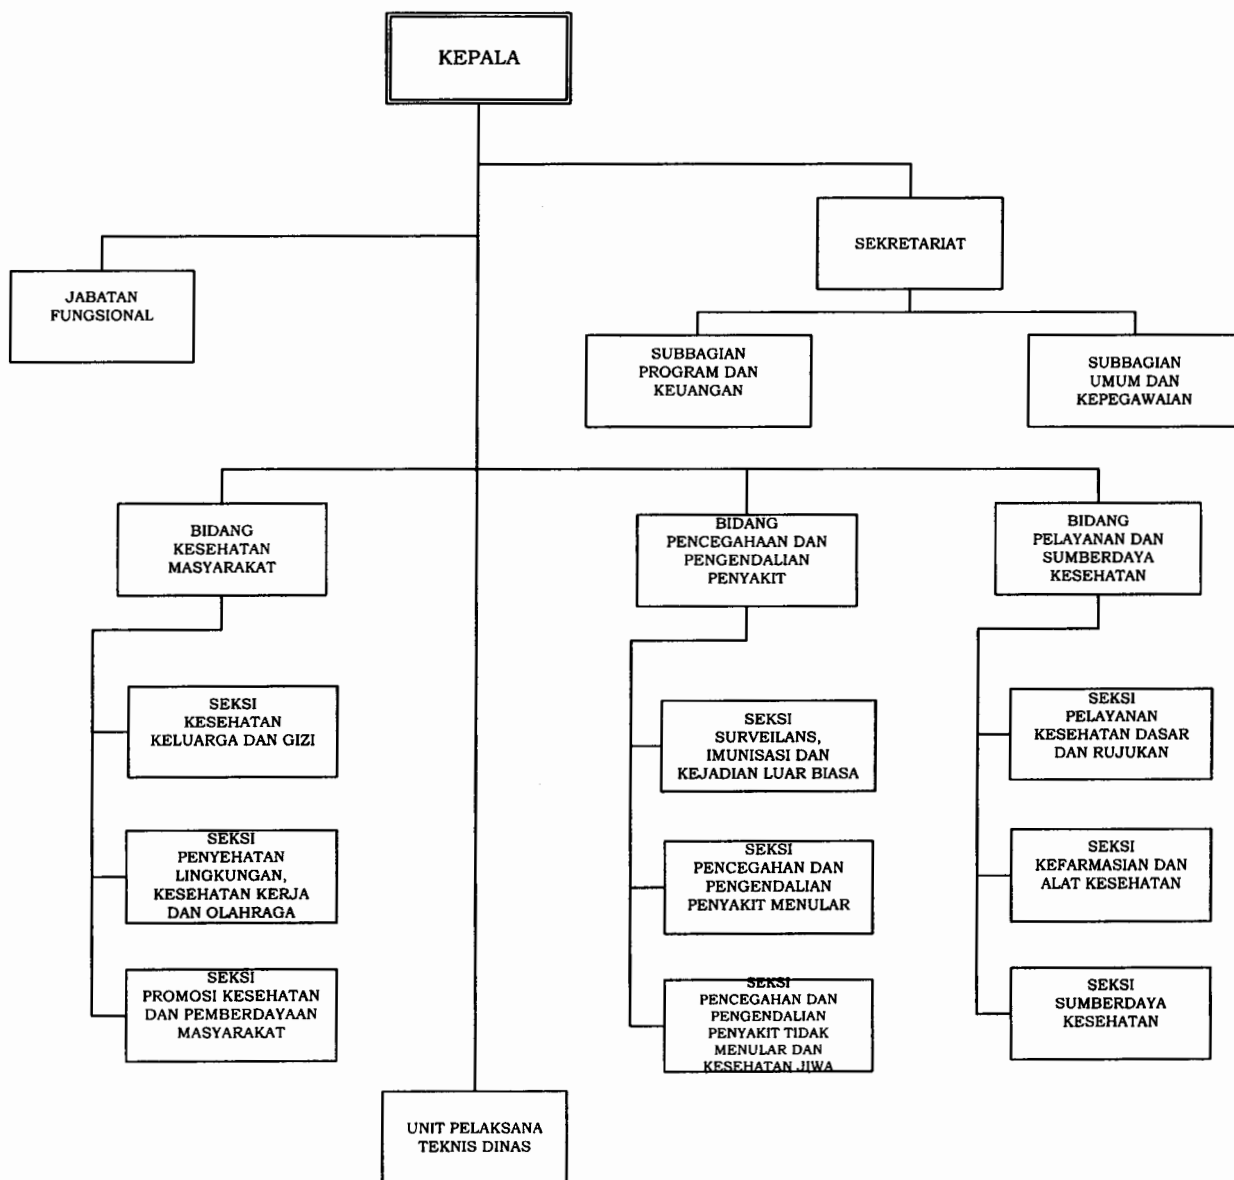 KEPALA
SEKRETARIAT
JABATAN
FUNGSIONAL
SUBBAGIAN
PROGRAM DAN
KEUANGAN
SUBBAGIAN
UMUM DAN
KEPEGAWAIAN
BIDANG
KESEHATAN
MASYARAKAT
BIDANG
PENCEGAHAAN DAN
PENGENDALIAN
PENYAKIT
BIDANG
PELAYANAN DAN
SUMBERDAYA
KESEHATAN
SEKSI
KESEHATAN
KELUARGA DAN GIZI
SEKSI
SURVEILANS,
IMUNISASI DAN
KEJADIAN LUAR BIASA
SEKSI
PELAYANAN
KESEHATAN DASAR
DAN RUJUKAN
SEKSI
PENYEHATAN
LINGKUNGAN,
KESEHATAN KERJA
DAN OLAHRAGA
SEKSI
PENCEGAHAN DAN
PENGENDALIAN
PENYAKIT MENULAR
SEKSI
KEFARMASIAN DAN
ALAT KESEHATAN
SEKSI
PROMOSI KESEHATAN
DAN PEMBERDAYAAN
MASYARAKAT
SEKSI
PENCEGAHAN DAN
PENGENDALIAN
PENYAKIT TIDAK
MENULAR DAN
KESEHATAN JIWA
SEKSI
SUMBERDAYA
KESEHATAN
UNIT PELAKSANA
TEKNIS DINAS